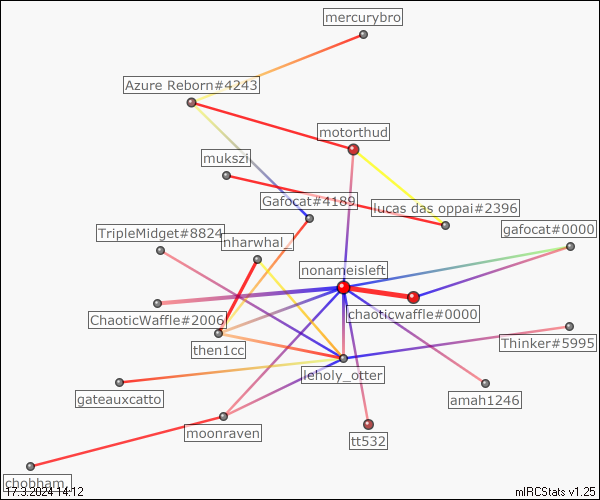 mercurybro
Azure Reborn#4243
motorthud
mukszi
Gafocat#4189
lucas das oppai#2396
TripleMidget#8824
nharwhal_
gafocat#0000
nonameisleft
ChaoticWaffle#2006
chaoticwaffle#0000
then1cc
Thinker#5995
leholy_otter
gateauxcatto
amah1246
moonraven
tt532
chobham_
17.3.2024 14:12
mIRCStats v1.25